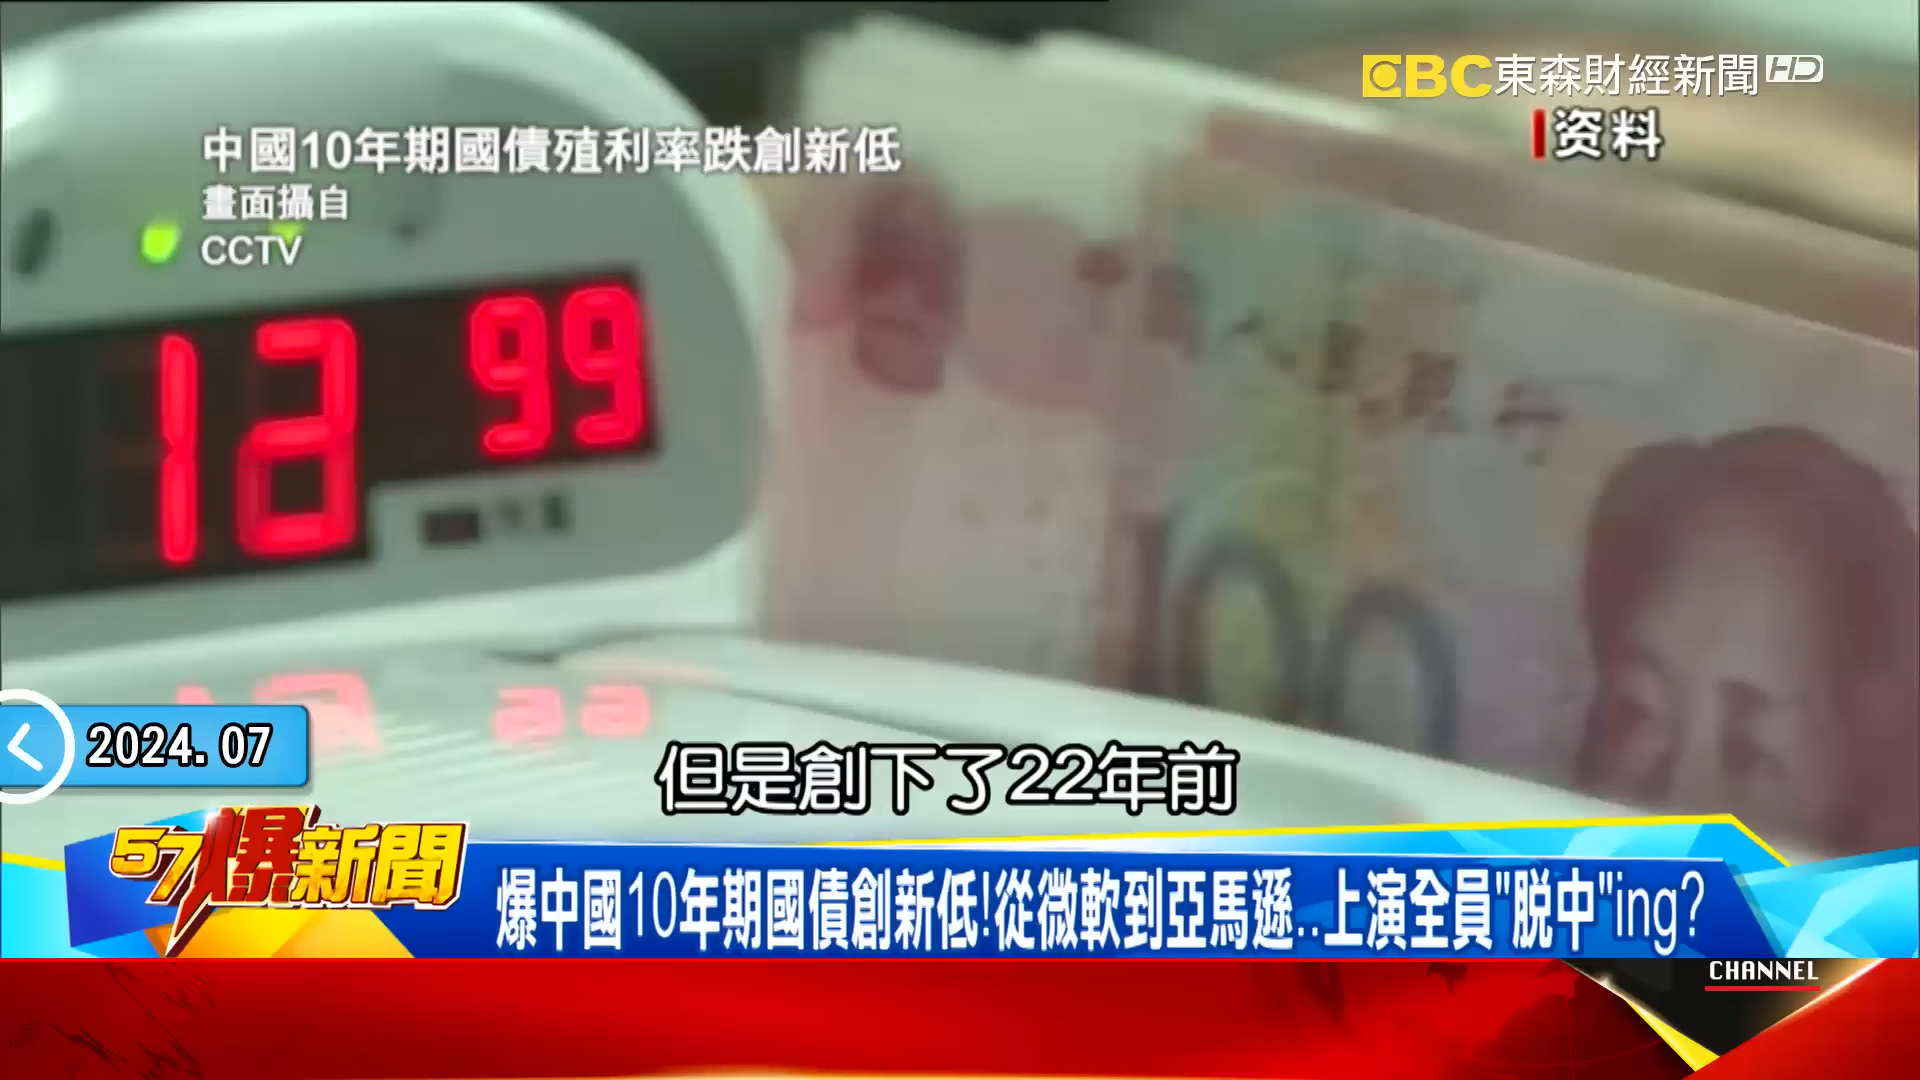 EBC東森財經新聞HD
资料
中國10年期國債殖利率跌創新低
畫面攝自
CCTV
99
2024.07
但是創下了22年前
57爆新聞
爆中國10年期國債創新低!從微軟到亞馬遜..上演全員"脫中"ing?
CHANNEL